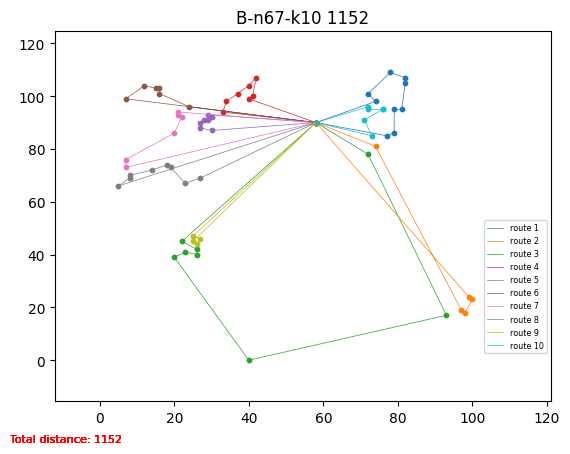 B-n67-k10 1152
120
100
80
60
40
20
0
0 20 40 60 80 100 120
route 1
route 2
route 3
route 4
route 5
route 6
route 7
route 8
route 9
route 10
Total distance: 1152